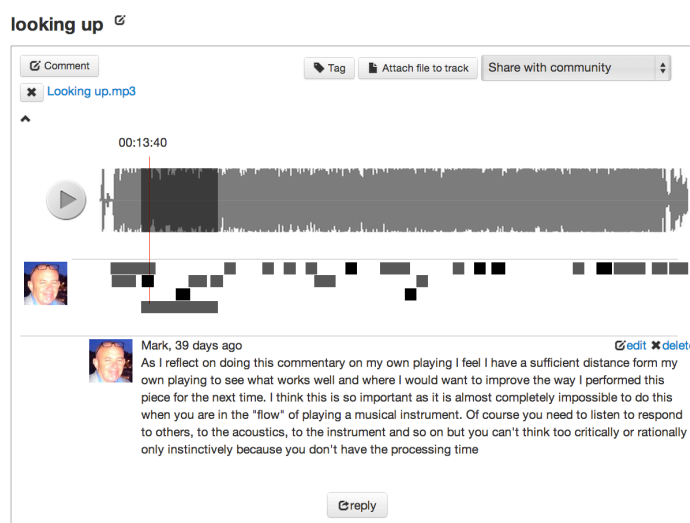 looking up
Comment
Tag
Attach file to track
Share with community
Looking up.mp3
00:13:40
Mark, 39 days ago
edit
delete
As I reflect on doing this commentary on my own playing I feel I have a sufficient distance form my
own playing to see what works well and where I would want to improve the way I performed this
piece for the next time. I think this is so important as it is almost completely impossible to do this
when you are in the "flow" of playing a musical instrument. Of course you need to listen to respond
to others, to the acoustics, to the instrument and so on but you can't think too critically or rationally
only instinctively because you don't have the processing time
reply